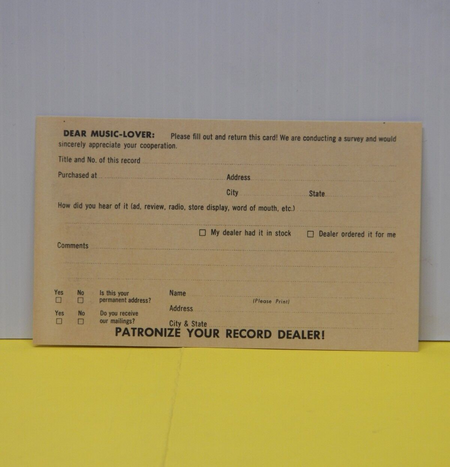 DEAR MUSIC-LOVER: Please fill out and return this card! We are conducting a survey and would
sincerely appreciate your cooperation.
Title and No. of this record
Purchased at Address
City State
How did you hear of it (ad, review, radio, store display, word of mouth, etc.)
☐ My dealer had it in stock ☐ Dealer ordered it for me
Comments
Yes No Is this your Name
☐ ☐ permanent address? (Please Print)
Address
Yes No Do you receive
☐ ☐ our mailings? City & State
PATRONIZE YOUR RECORD DEALER!